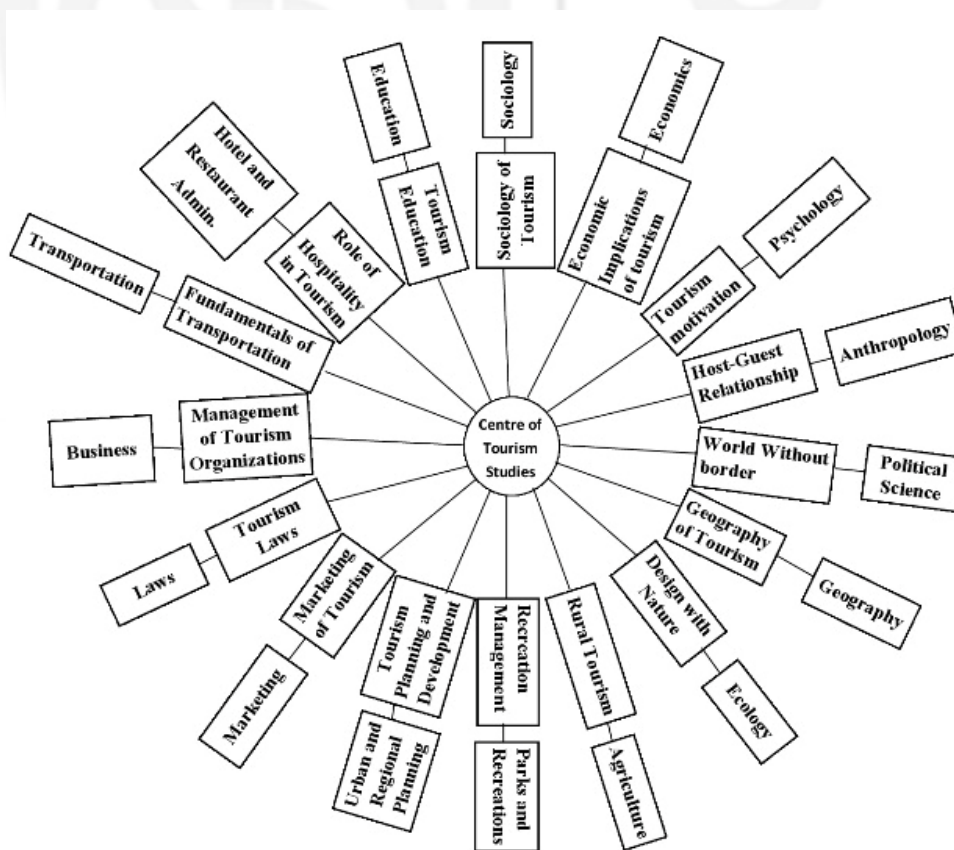 Sociology
Sociology of
Tourism
Economics
Economic
Implications
of tourism
Psychology
Tourism
motivation
Anthropology
Host-Guest
Relationship
Political
Science
World Without
border
Geography
Geography
of Tourism
Ecology
Design with
Nature
Agriculture
Rural Tourism
Parks and
Recreations
Recreation
Management
Urban and
Regional
Planning
Tourism
Planning and
Development
Marketing
Marketing
of Tourism
Laws
Tourism
Laws
Business
Management
of Tourism
Organizations
Transportation
Fundamentals of
Transportation
Hotel and
Restaurant
Admin.
Role of
Hospitality
in Tourism
Education
Tourism
Education
Centre of
Tourism
Studies